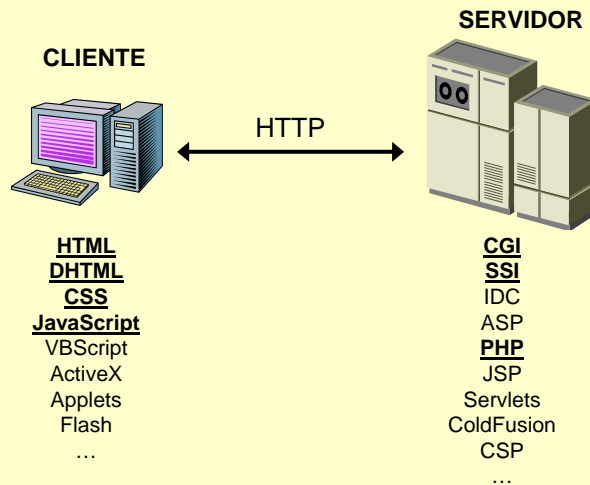 SERVIDOR
CLIENTE
HTTP
HTML
DHTML
CSS
JavaScript
VBScript
ActiveX
Applets
Flash
…
CGI
SSI
IDC
ASP
PHP
JSP
Servlets
ColdFusion
CSP
…